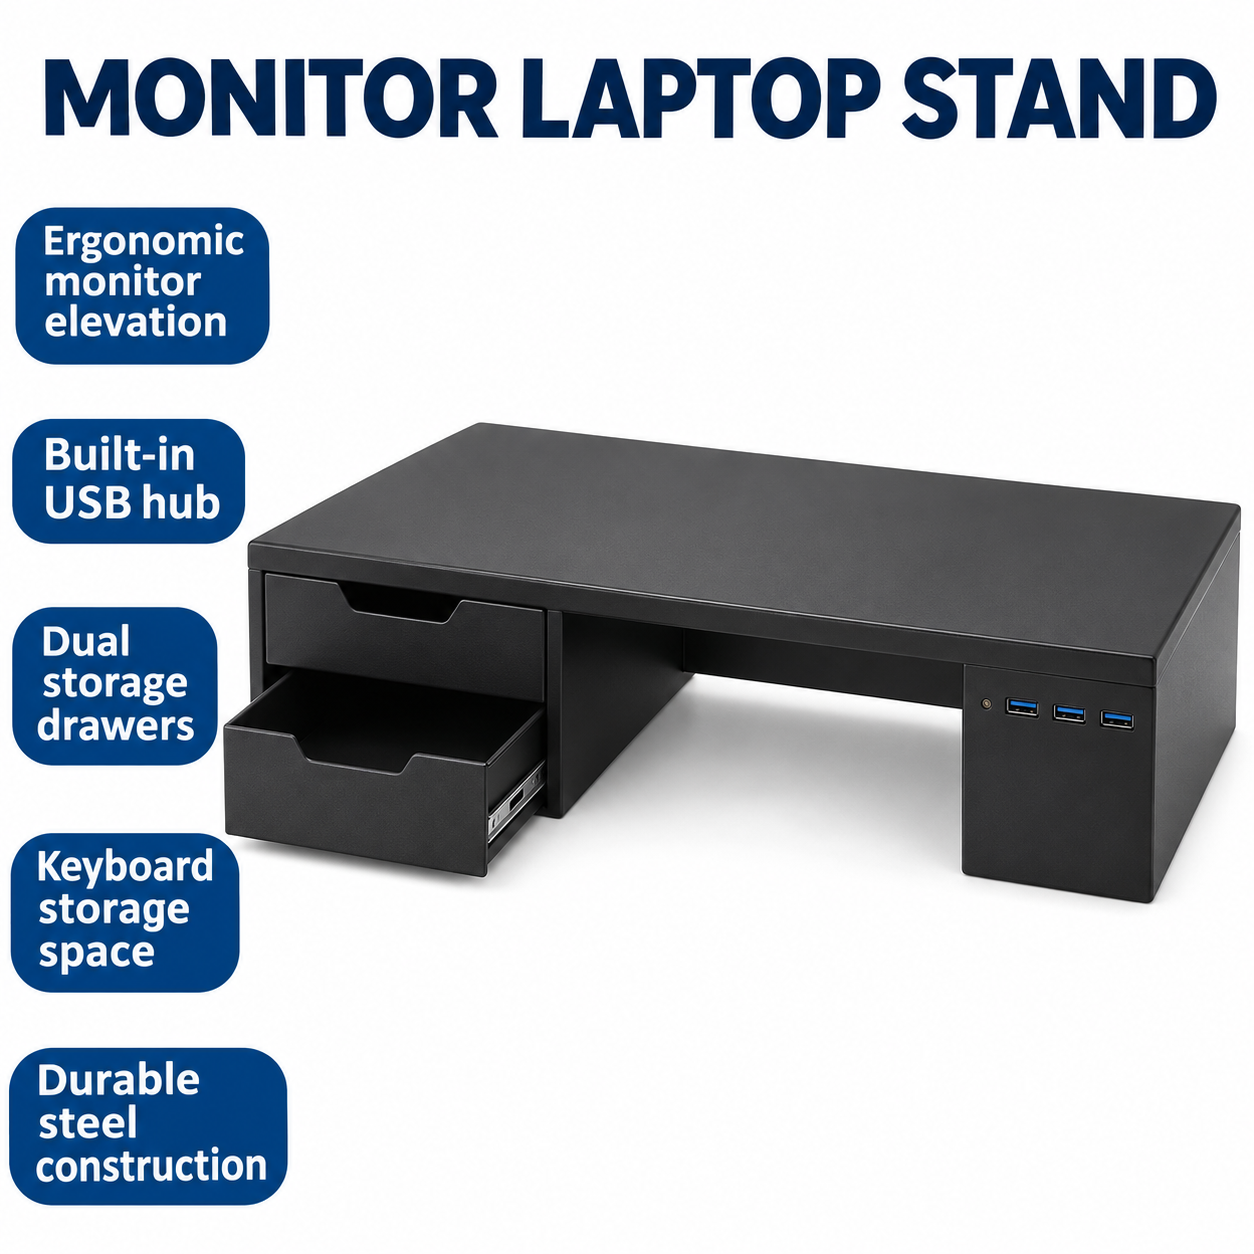 MONITOR LAPTOP STAND
Ergonomic
monitor
elevation
Built-in
USB hub
Dual
storage
drawers
Keyboard
storage
space
Durable
steel
construction